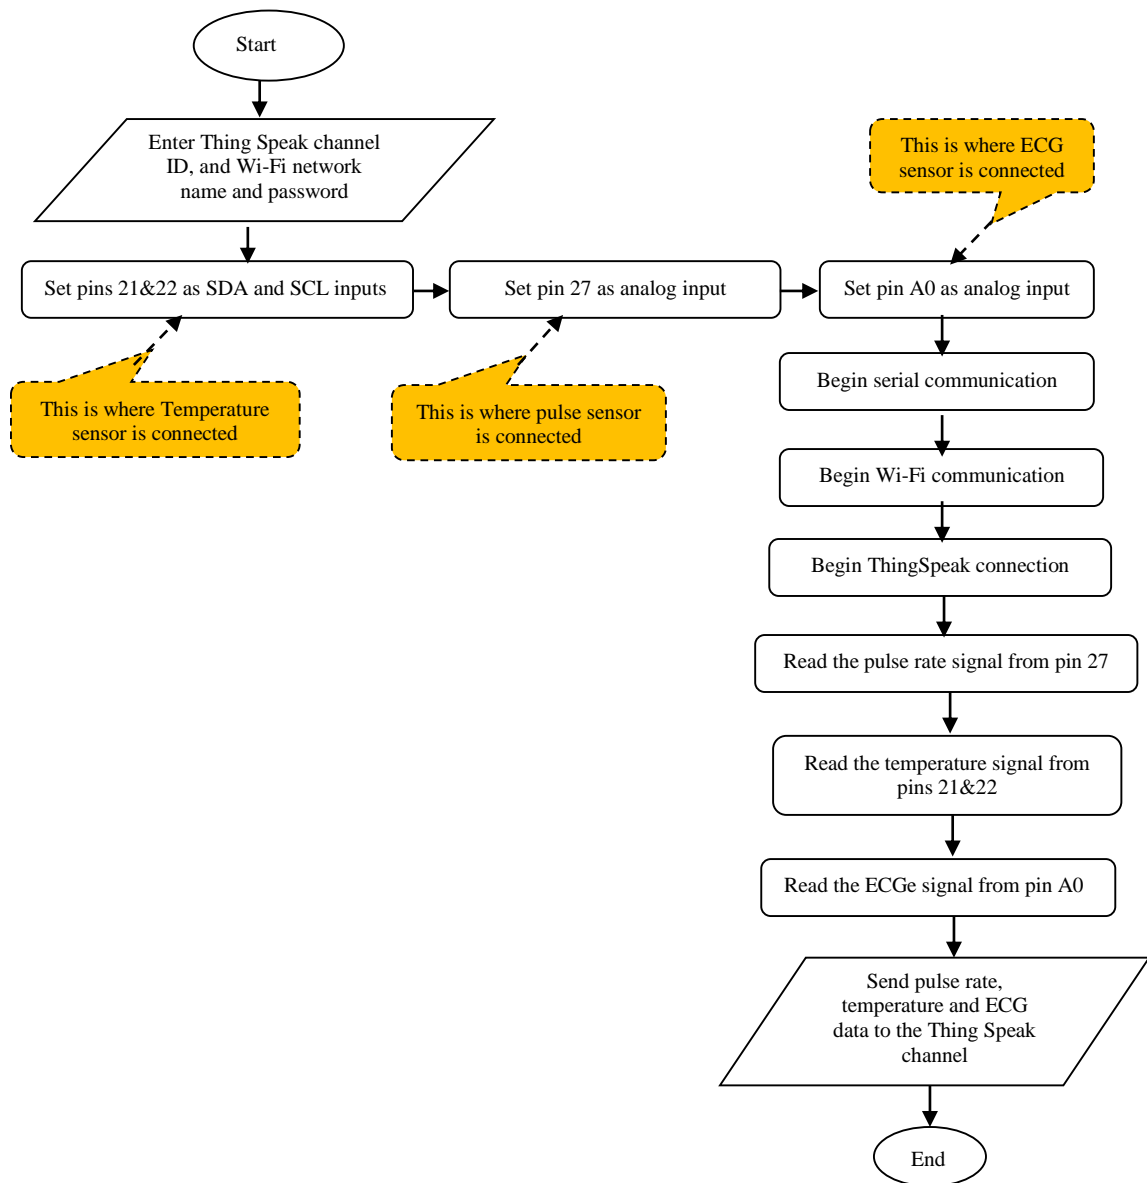 Start
Enter Thing Speak channel
ID, and Wi-Fi network
name and password
This is where ECG
sensor is connected
Set pins 21&22 as SDA and SCL inputs
Set pin 27 as analog input
Set pin A0 as analog input
This is where Temperature
sensor is connected
This is where pulse sensor
is connected
Begin serial communication
Begin Wi-Fi communication
Begin ThingSpeak connection
Read the pulse rate signal from pin 27
Read the temperature signal from
pins 21&22
Read the ECGe signal from pin A0
Send pulse rate,
temperature and ECG
data to the Thing Speak
channel
End